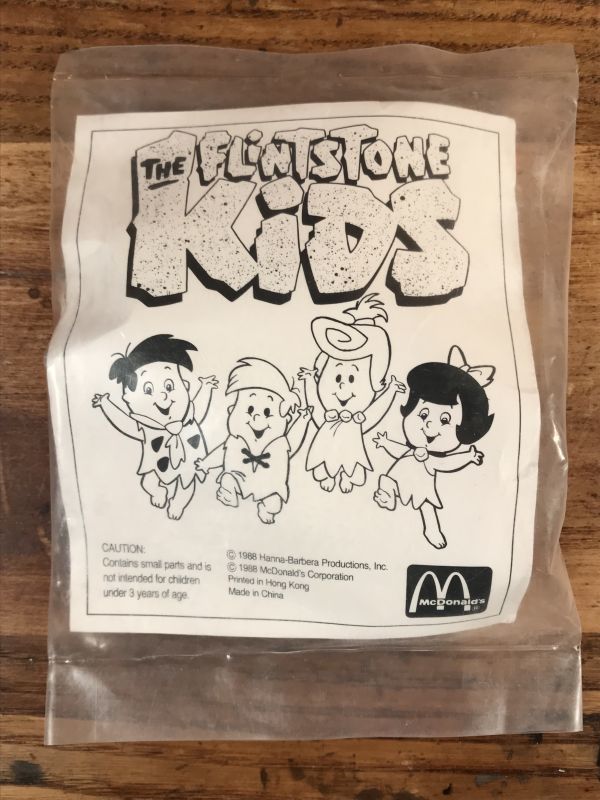 THE FLINTSTONE
KiDS
CAUTION:
Contains small parts and is
not intended for children
under 3 years of age.
© 1988 Hanna-Barbera Productions, Inc.
© 1988 McDonald's Corporation
Printed in Hong Kong
Made in China
McDonald's
®